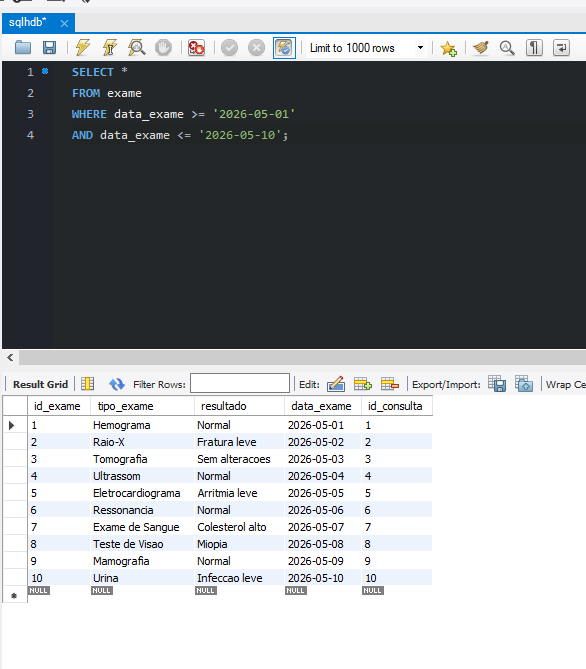 sqlhdb*
Limit to 1000 rows
1 SELECT *
2 FROM exame
3 WHERE data_exame >= '2026-05-01'
4 AND data_exame <= '2026-05-10';
Result Grid Filter Rows: Edit: Export/Import: Wrap Ce
id_exame tipo_exame resultado data_exame id_consulta
1 Hemograma Normal 2026-05-01 1
2 Raio-X Fratura leve 2026-05-02 2
3 Tomografia Sem alteracoes 2026-05-03 3
4 Ultrassom Normal 2026-05-04 4
5 Eletrocardiograma Arritmia leve 2026-05-05 5
6 Ressonancia Normal 2026-05-06 6
7 Exame de Sangue Colesterol alto 2026-05-07 7
8 Teste de Visao Miopia 2026-05-08 8
9 Mamografia Normal 2026-05-09 9
10 Urina Infeccao leve 2026-05-10 10
NULL NULL NULL NULL NULL